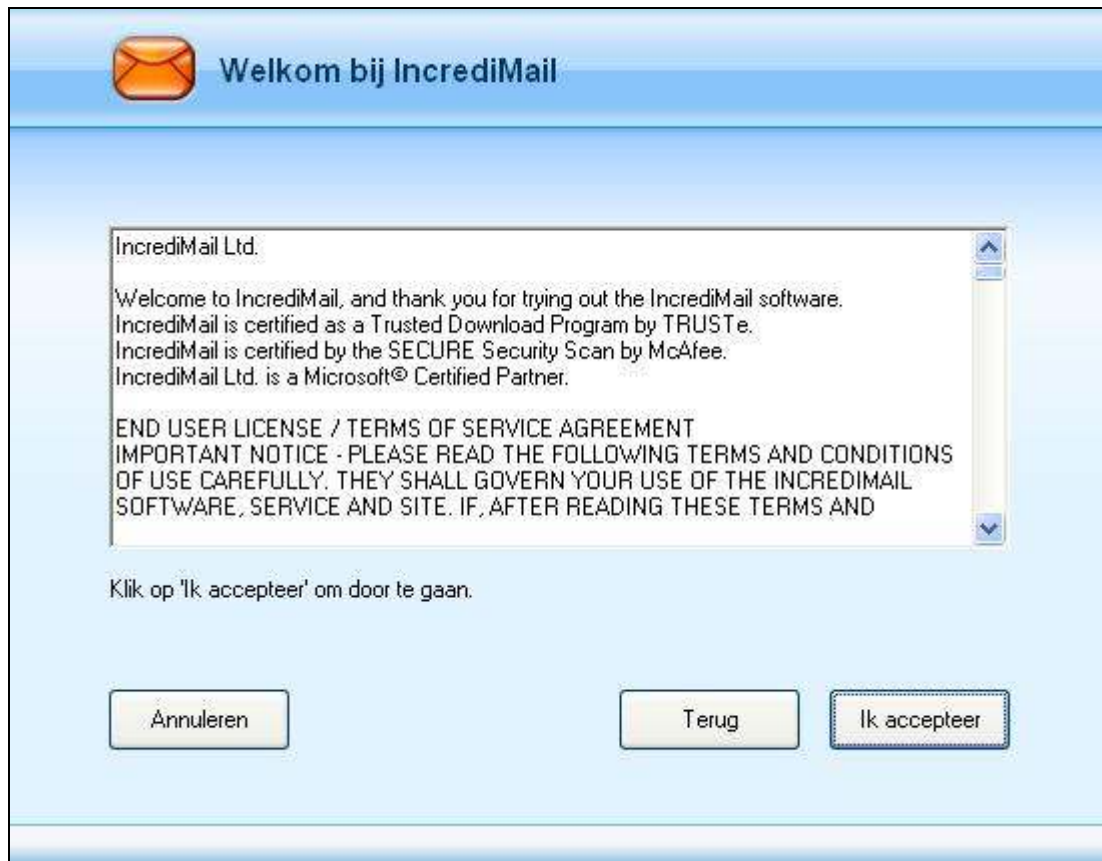 Welkom bij IncrediMail
IncrediMail Ltd.
Welcome to IncrediMail, and thank you for trying out the IncrediMail software.
IncrediMail is certified as a Trusted Download Program by TRUSTe.
IncrediMail is certified by the SECURE Security Scan by McAfee.
IncrediMail Ltd. is a Microsoft© Certified Partner.
END USER LICENSE / TERMS OF SERVICE AGREEMENT
IMPORTANT NOTICE - PLEASE READ THE FOLLOWING TERMS AND CONDITIONS
OF USE CAREFULLY. THEY SHALL GOVERN YOUR USE OF THE INCREDIMAIL
SOFTWARE, SERVICE AND SITE. IF, AFTER READING THESE TERMS AND
Klik op 'Ik accepteer' om door te gaan.
Annuleren
Terug
Ik accepteer